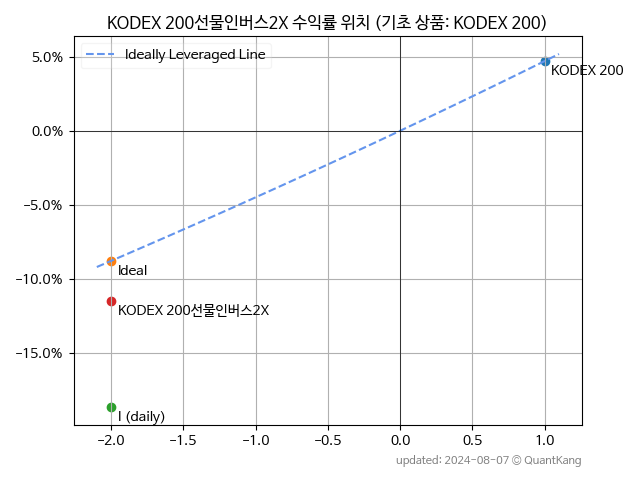 KODEX 200선물인버스2X 수익률 위치 (기초 상품: KODEX 200)
5.0%
Ideally Leveraged Line
KODEX 200
0.0%
−5.0%
Ideal
−10.0%
KODEX 200선물인버스2X
−15.0%
I (daily)
−2.0 −1.5 −1.0 −0.5 0.0 0.5 1.0
updated: 2024-08-07 © QuantKang